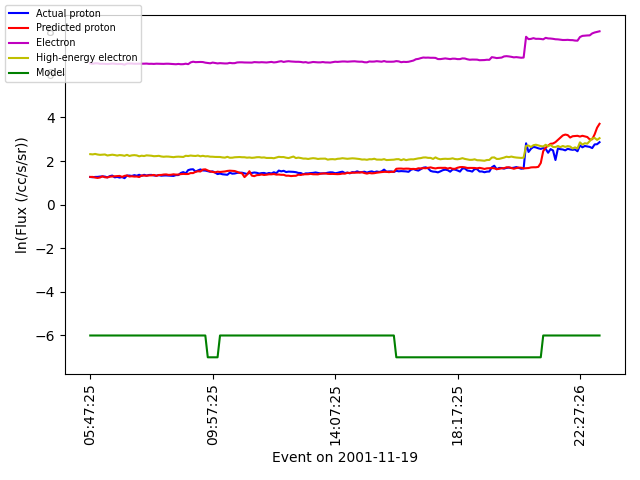 Actual proton
Predicted proton
Electron
High-energy electron
Model
8
6
4
2
0
−2
−4
−6
ln(Flux (/cc/s/sr))
05:47:25
09:57:25
14:07:25
18:17:25
22:27:26
Event on 2001-11-19